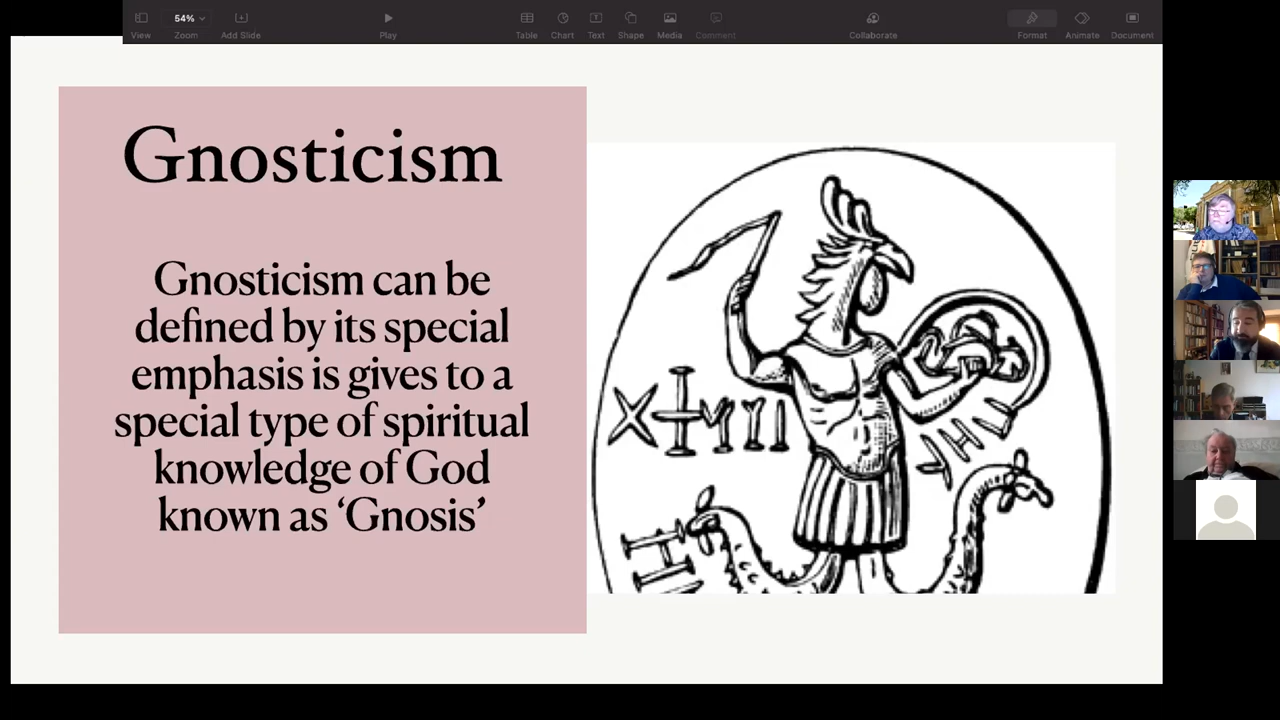 54%
View Zoom Add Slide Play Table Chart Text Shape Media Comment Collaborate Format Animate Document
Gnosticism
Gnosticism can be
defined by its special
emphasis is gives to a
special type of spiritual
knowledge of God
known as ‘Gnosis’